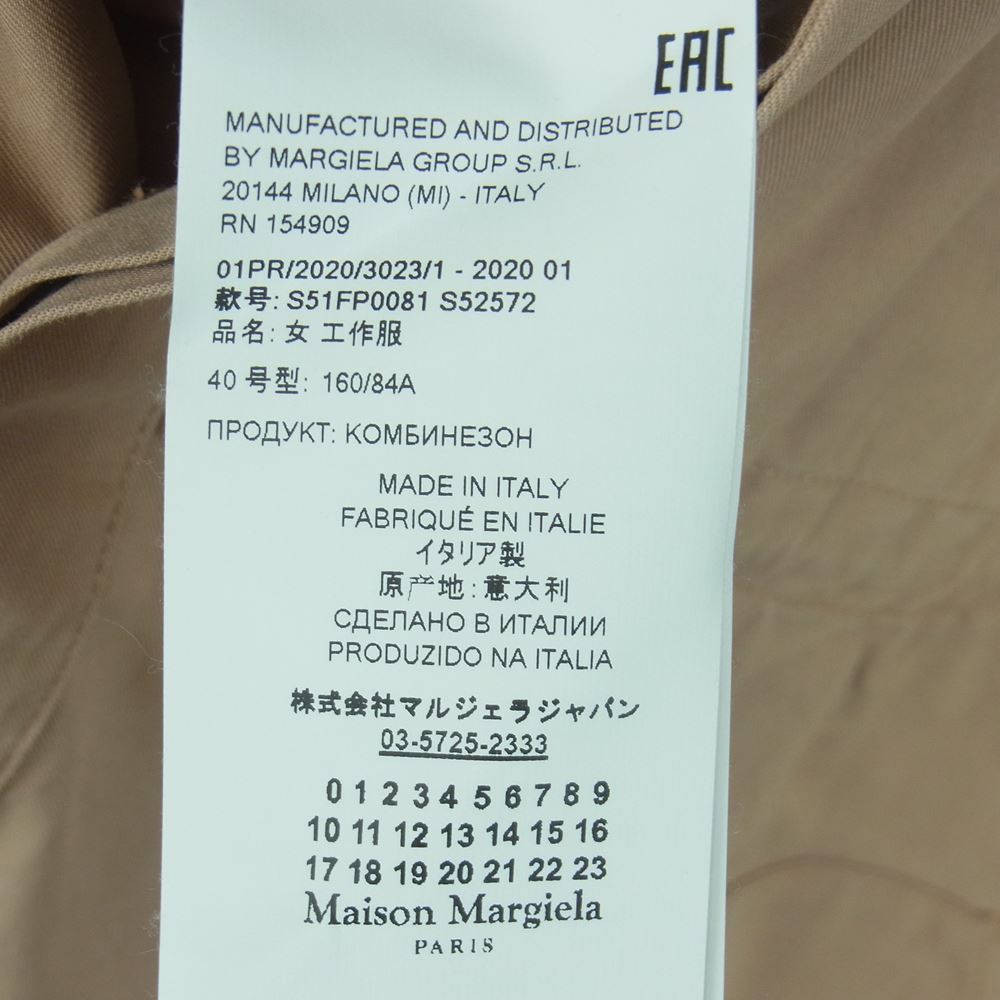 EAC
MANUFACTURED AND DISTRIBUTED
BY MARGIELA GROUP S.R.L.
20144 MILANO (MI) - ITALY
RN 154909
01PR/2020/3023/1 - 2020 01
款号: S51FP0081 S52572
品名: 女 工作服
40 号型: 160/84A
ПРОДУКТ: КОМБИНЕЗОН
MADE IN ITALY
FABRIQUÉ EN ITALIE
イタリア製
原产地: 意大利
СДЕЛАНО В ИТАЛИИ
PRODUZIDO NA ITALIA
株式会社マルジェラジャパン
03-5725-2333
0 1 2 3 4 5 6 7 8 9
10 11 12 13 14 15 16
17 18 19 20 21 22 23
Maison Margiela
PARIS